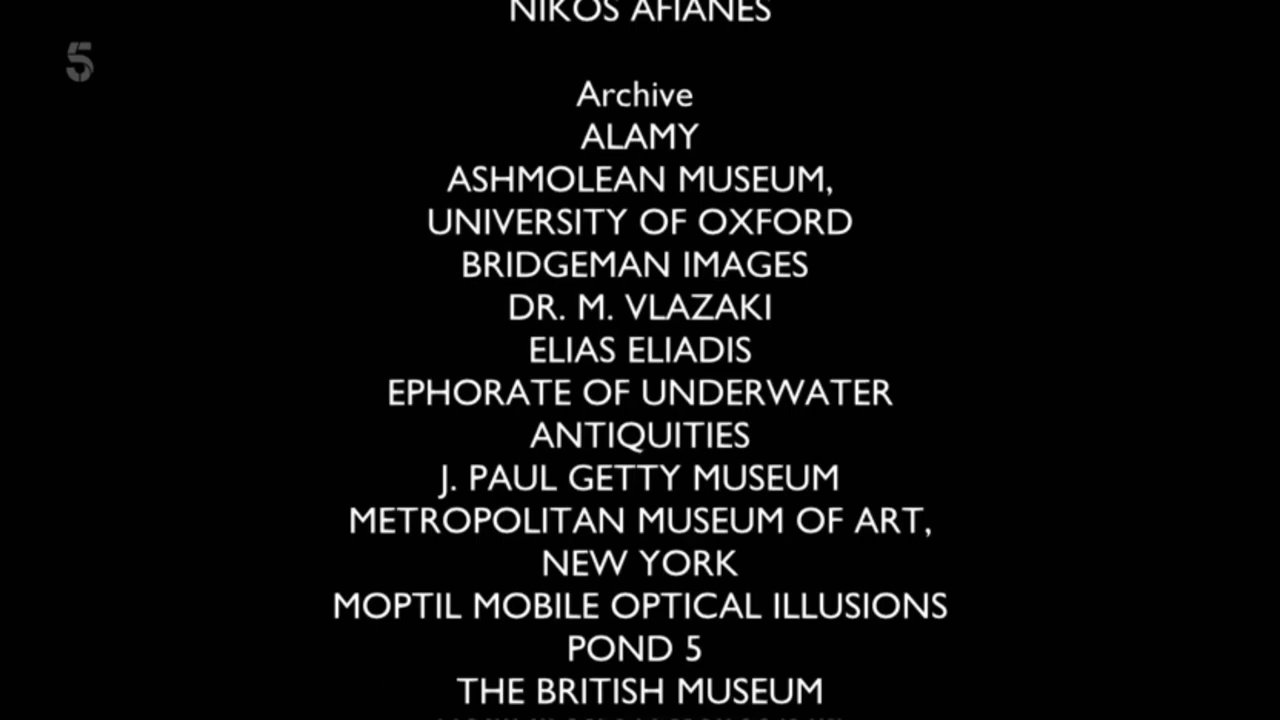 NIKOS AFIANES
5
Archive
ALAMY
ASHMOLEAN MUSEUM,
UNIVERSITY OF OXFORD
BRIDGEMAN IMAGES
DR. M. VLAZAKI
ELIAS ELIADIS
EPHORATE OF UNDERWATER
ANTIQUITIES
J. PAUL GETTY MUSEUM
METROPOLITAN MUSEUM OF ART,
NEW YORK
MOPTIL MOBILE OPTICAL ILLUSIONS
POND 5
THE BRITISH MUSEUM